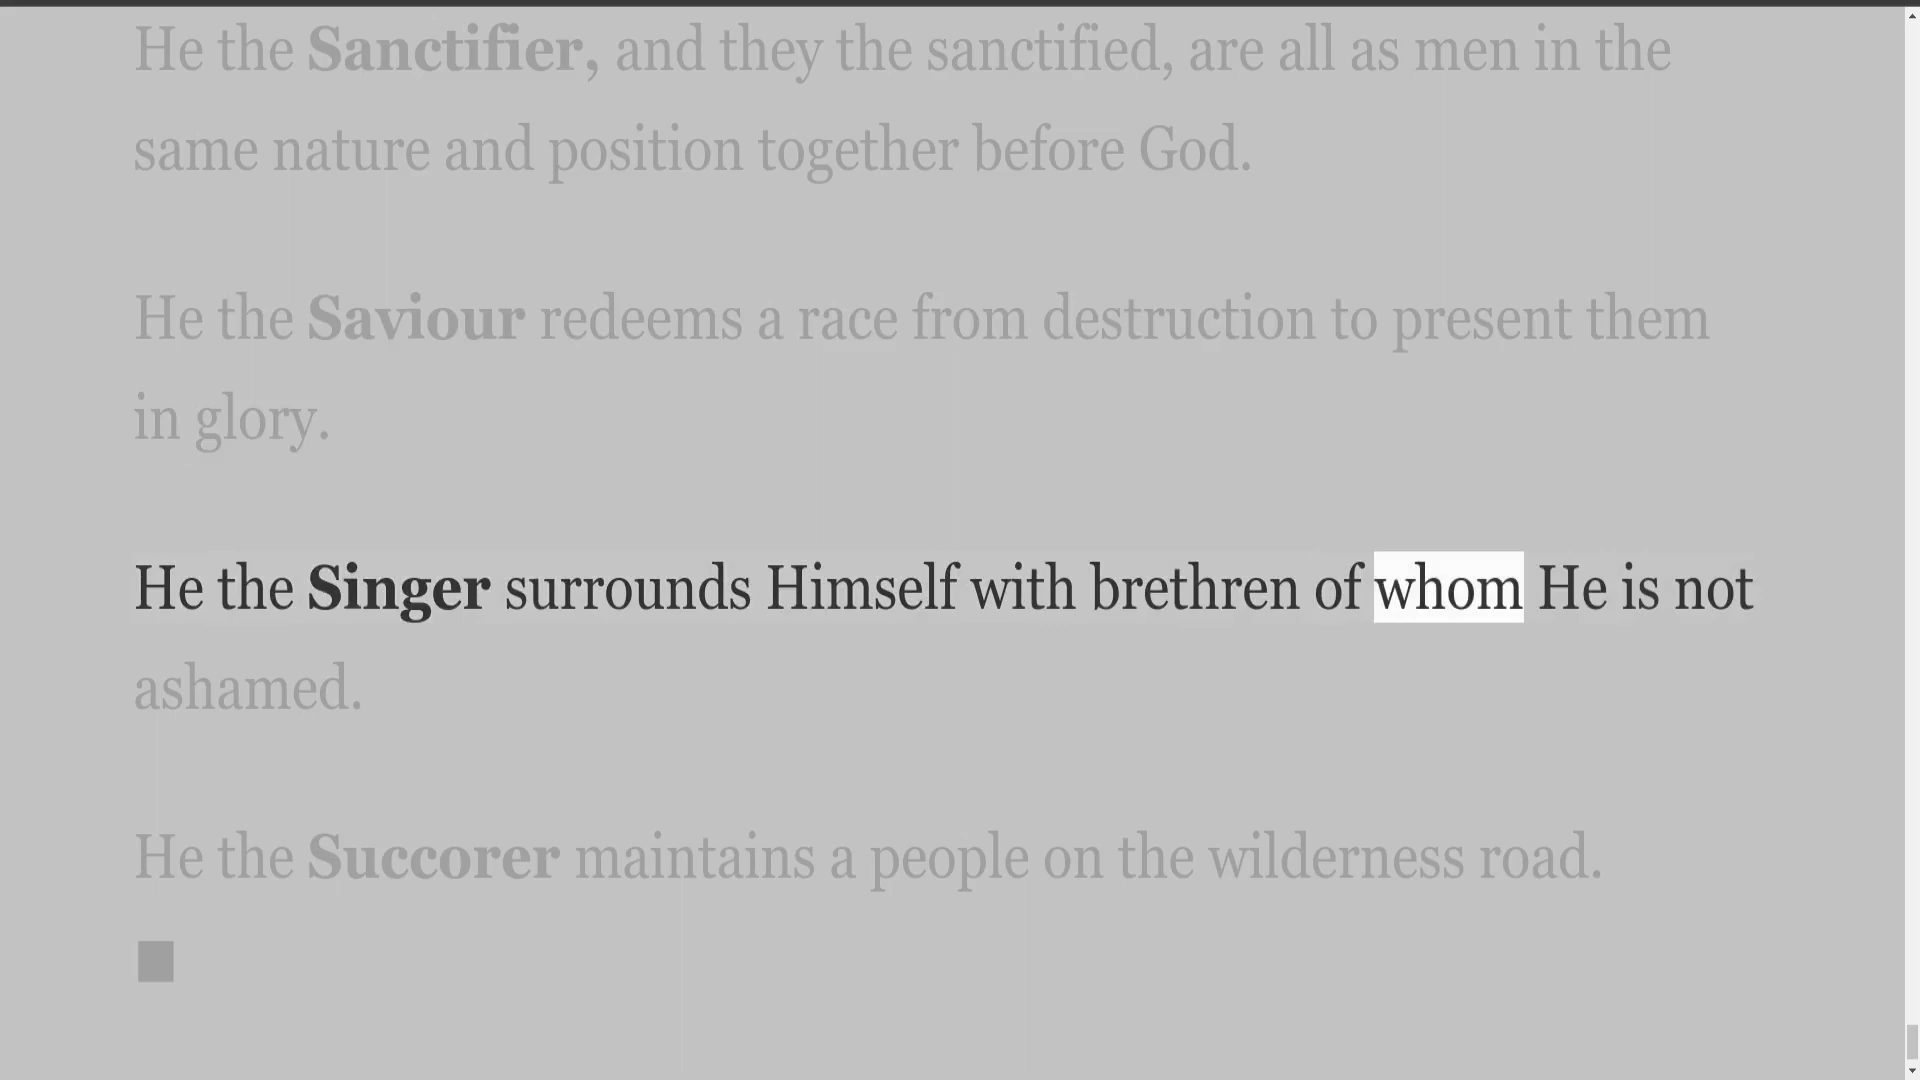 He the Sanctifier, and they the sanctified, are all as men in the
same nature and position together before God.
He the Saviour redeems a race from destruction to present them
in glory.
He the Singer surrounds Himself with brethren of whom He is not
ashamed.
He the Succorer maintains a people on the wilderness road.